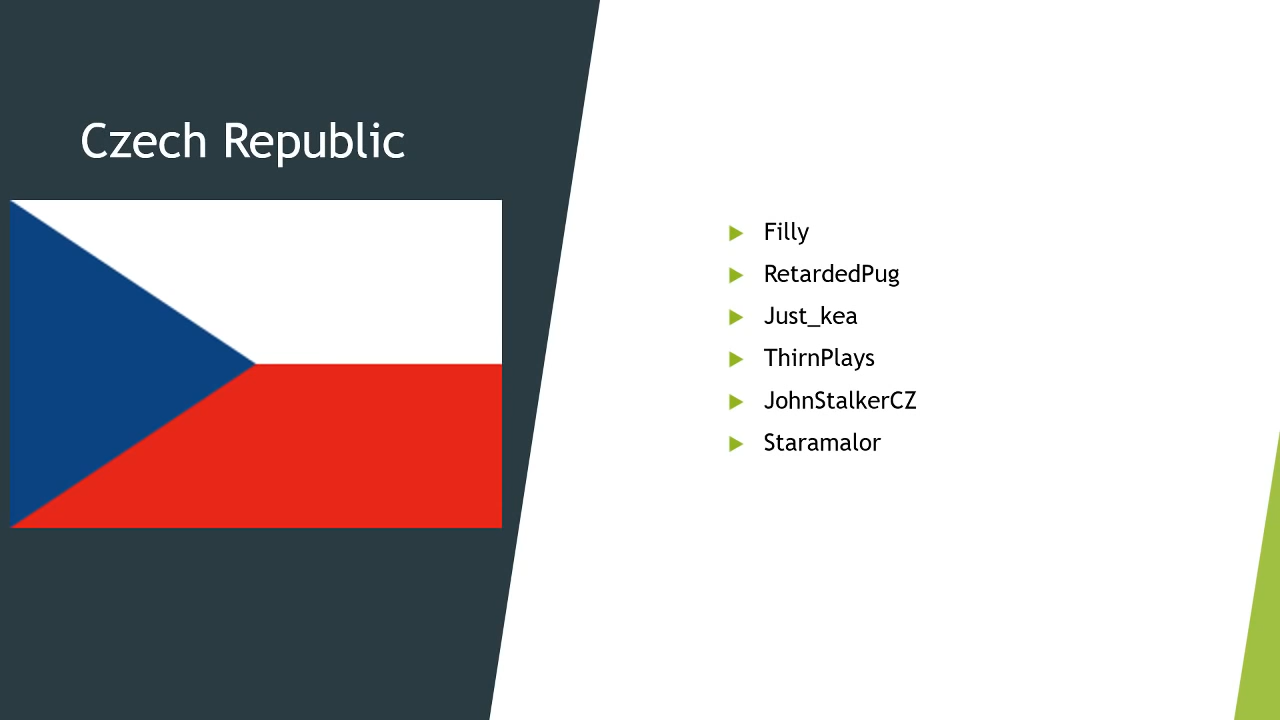 Czech Republic
Filly
RetardedPug
Just_kea
ThirnPlays
JohnStalkerCZ
Staramalor